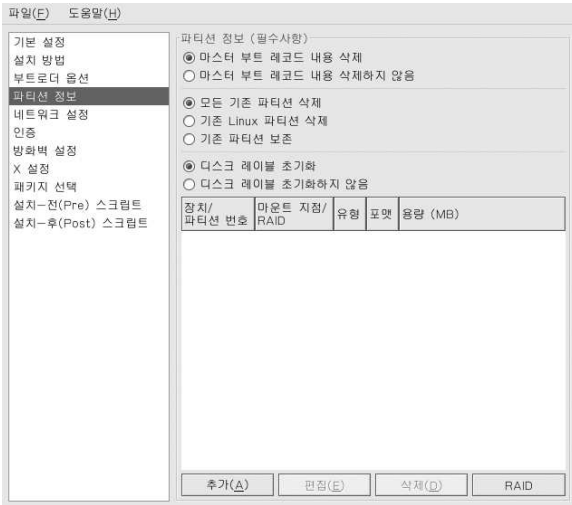 파일(F) 도움말(H)
기본 설정
설치 방법
부트로더 옵션
파티션 정보
네트워크 설정
인증
방화벽 설정
X 설정
패키지 선택
설치-전(Pre) 스크립트
설치-후(Post) 스크립트
파티션 정보 (필수사항)
마스터 부트 레코드 내용 삭제
마스터 부트 레코드 내용 삭제하지 않음
모든 기존 파티션 삭제
기존 Linux 파티션 삭제
기존 파티션 보존
디스크 레이블 초기화
디스크 레이블 초기화하지 않음
장치/
파티션 번호
마운트 지점/
RAID
유형
포맷
용량 (MB)
추가(A) 편집(E) 삭제(D) RAID